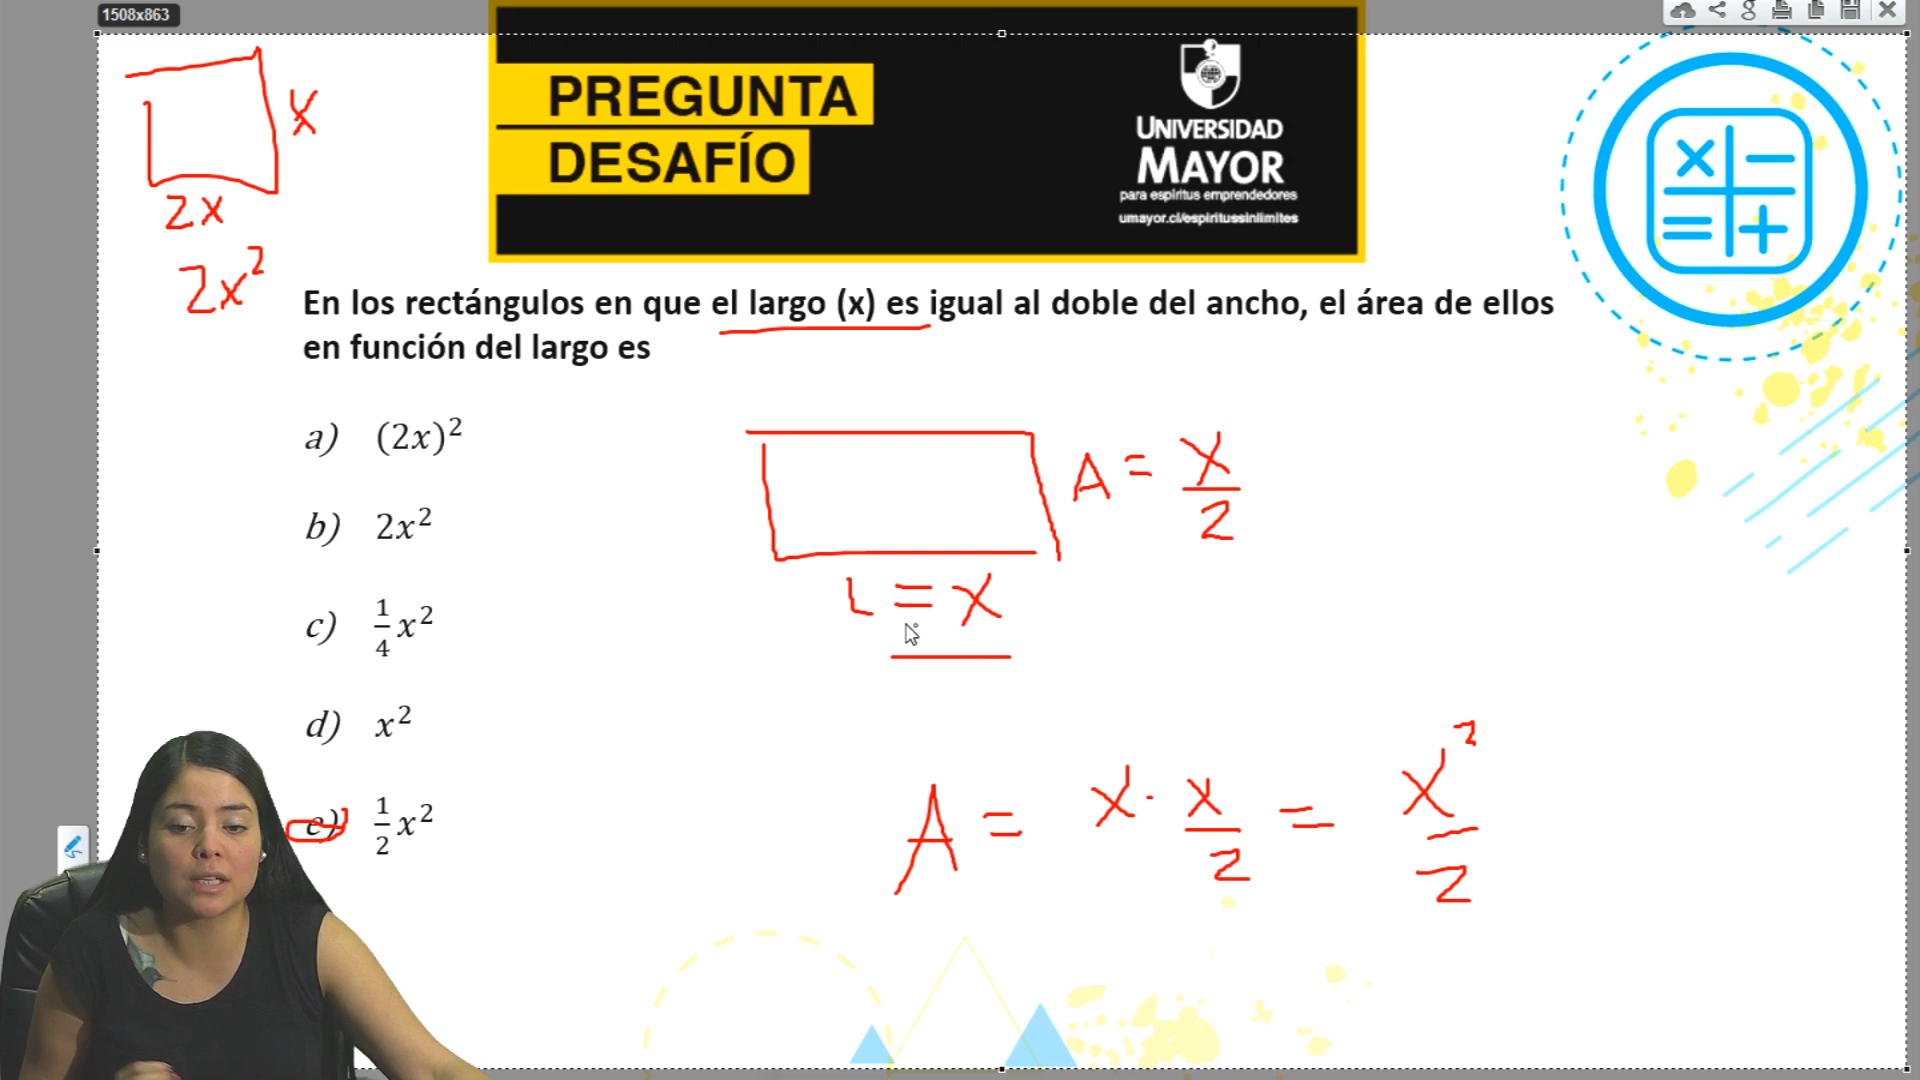 1508x863
PREGUNTA
DESAFÍO
UNIVERSIDAD
MAYOR
para espíritus emprendedores
umayor.cl/espiritussinlimites
x
2x
2x²
En los rectángulos en que el largo (x) es igual al doble del ancho, el área de ellos
en función del largo es
a) (2x)²
b) 2x²
c) 1/4 x²
d) x²
e) 1/2 x²
A = x/2
L = x
A = x · x/2 = x²/2